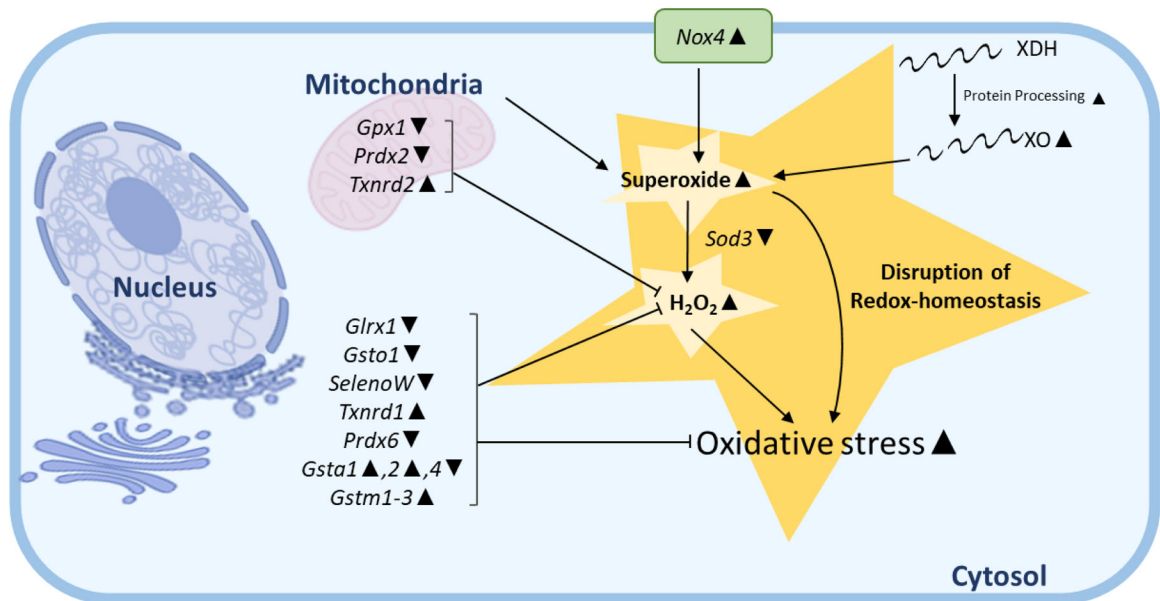 Nox4 ▲
XDH
Protein Processing ▲
XO ▲
Mitochondria
Gpx1 ▼
Prdx2 ▼
Txnrd2 ▲
Superoxide ▲
Sod3 ▼
Nucleus
Disruption of
Redox-homeostasis
H₂O₂ ▲
Glrx1 ▼
Gsto1 ▼
SelenoW ▼
Txnrd1 ▲
Prdx6 ▼
Gsta1 ▲,2 ▲,4 ▼
Gstm1-3 ▲
Oxidative stress ▲
Cytosol